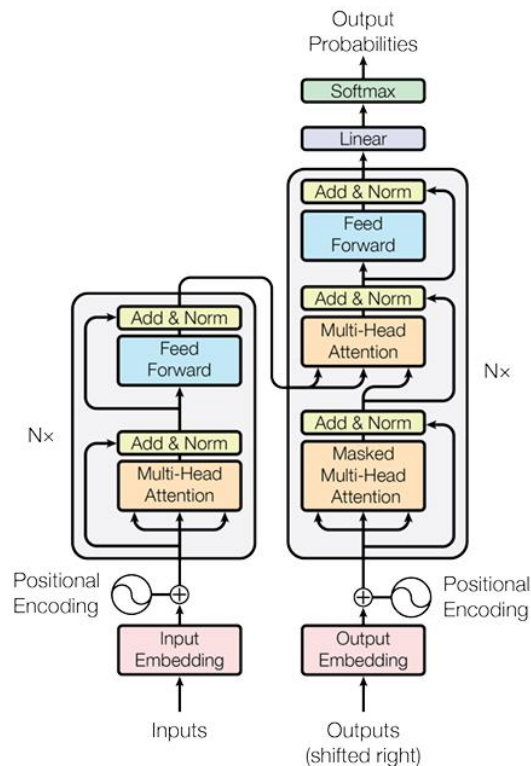 Output
Probabilities
Softmax
Linear
Add & Norm
Feed
Forward
Add & Norm
Multi-Head
Attention
Add & Norm
Masked
Multi-Head
Attention
N×
Add & Norm
Feed
Forward
Add & Norm
Multi-Head
Attention
N×
Positional
Encoding
Positional
Encoding
Input
Embedding
Output
Embedding
Inputs
Outputs
(shifted right)